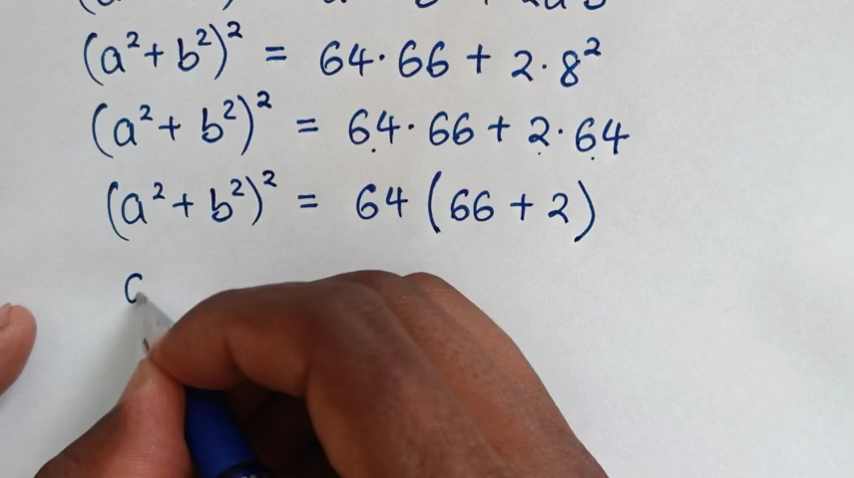 (a² + b²)² = 64·66 + 2·8²
(a² + b²)² = 64·66 + 2·64
(a² + b²)² = 64(66 + 2)